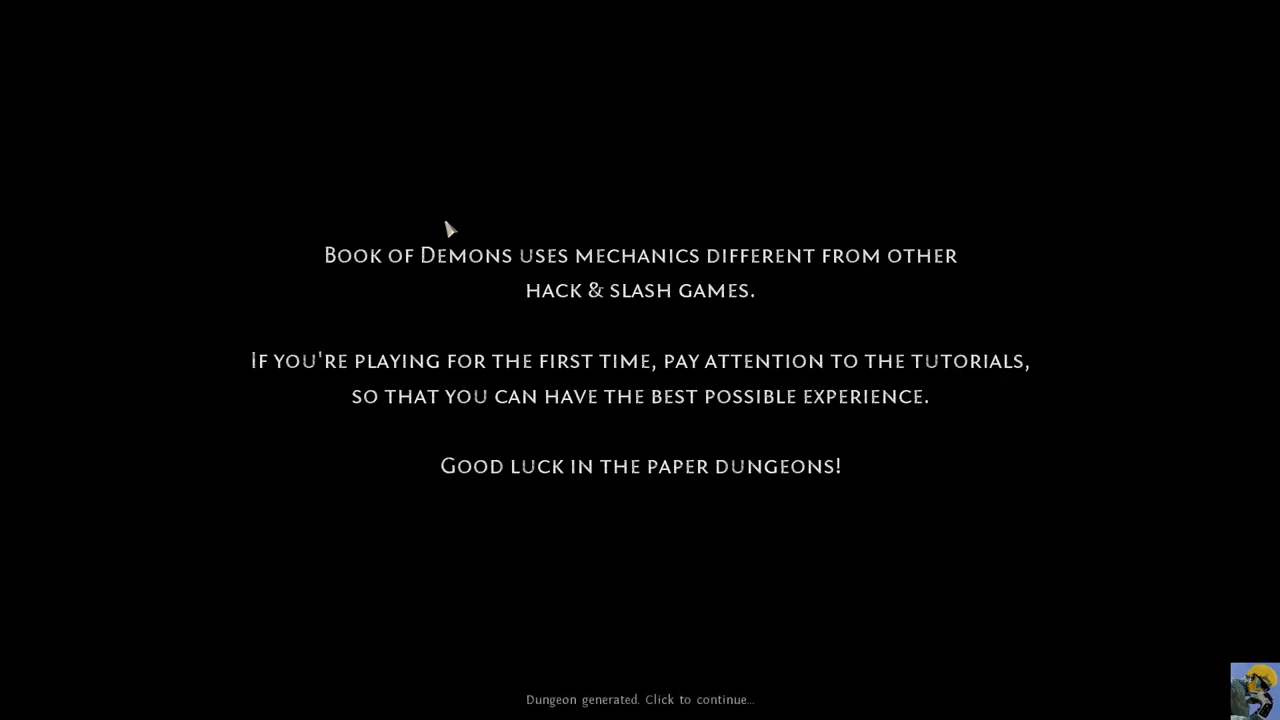 Book of Demons uses mechanics different from other
hack & slash games.
If you're playing for the first time, pay attention to the tutorials,
so that you can have the best possible experience.
Good luck in the paper dungeons!
Dungeon generated. Click to continue...